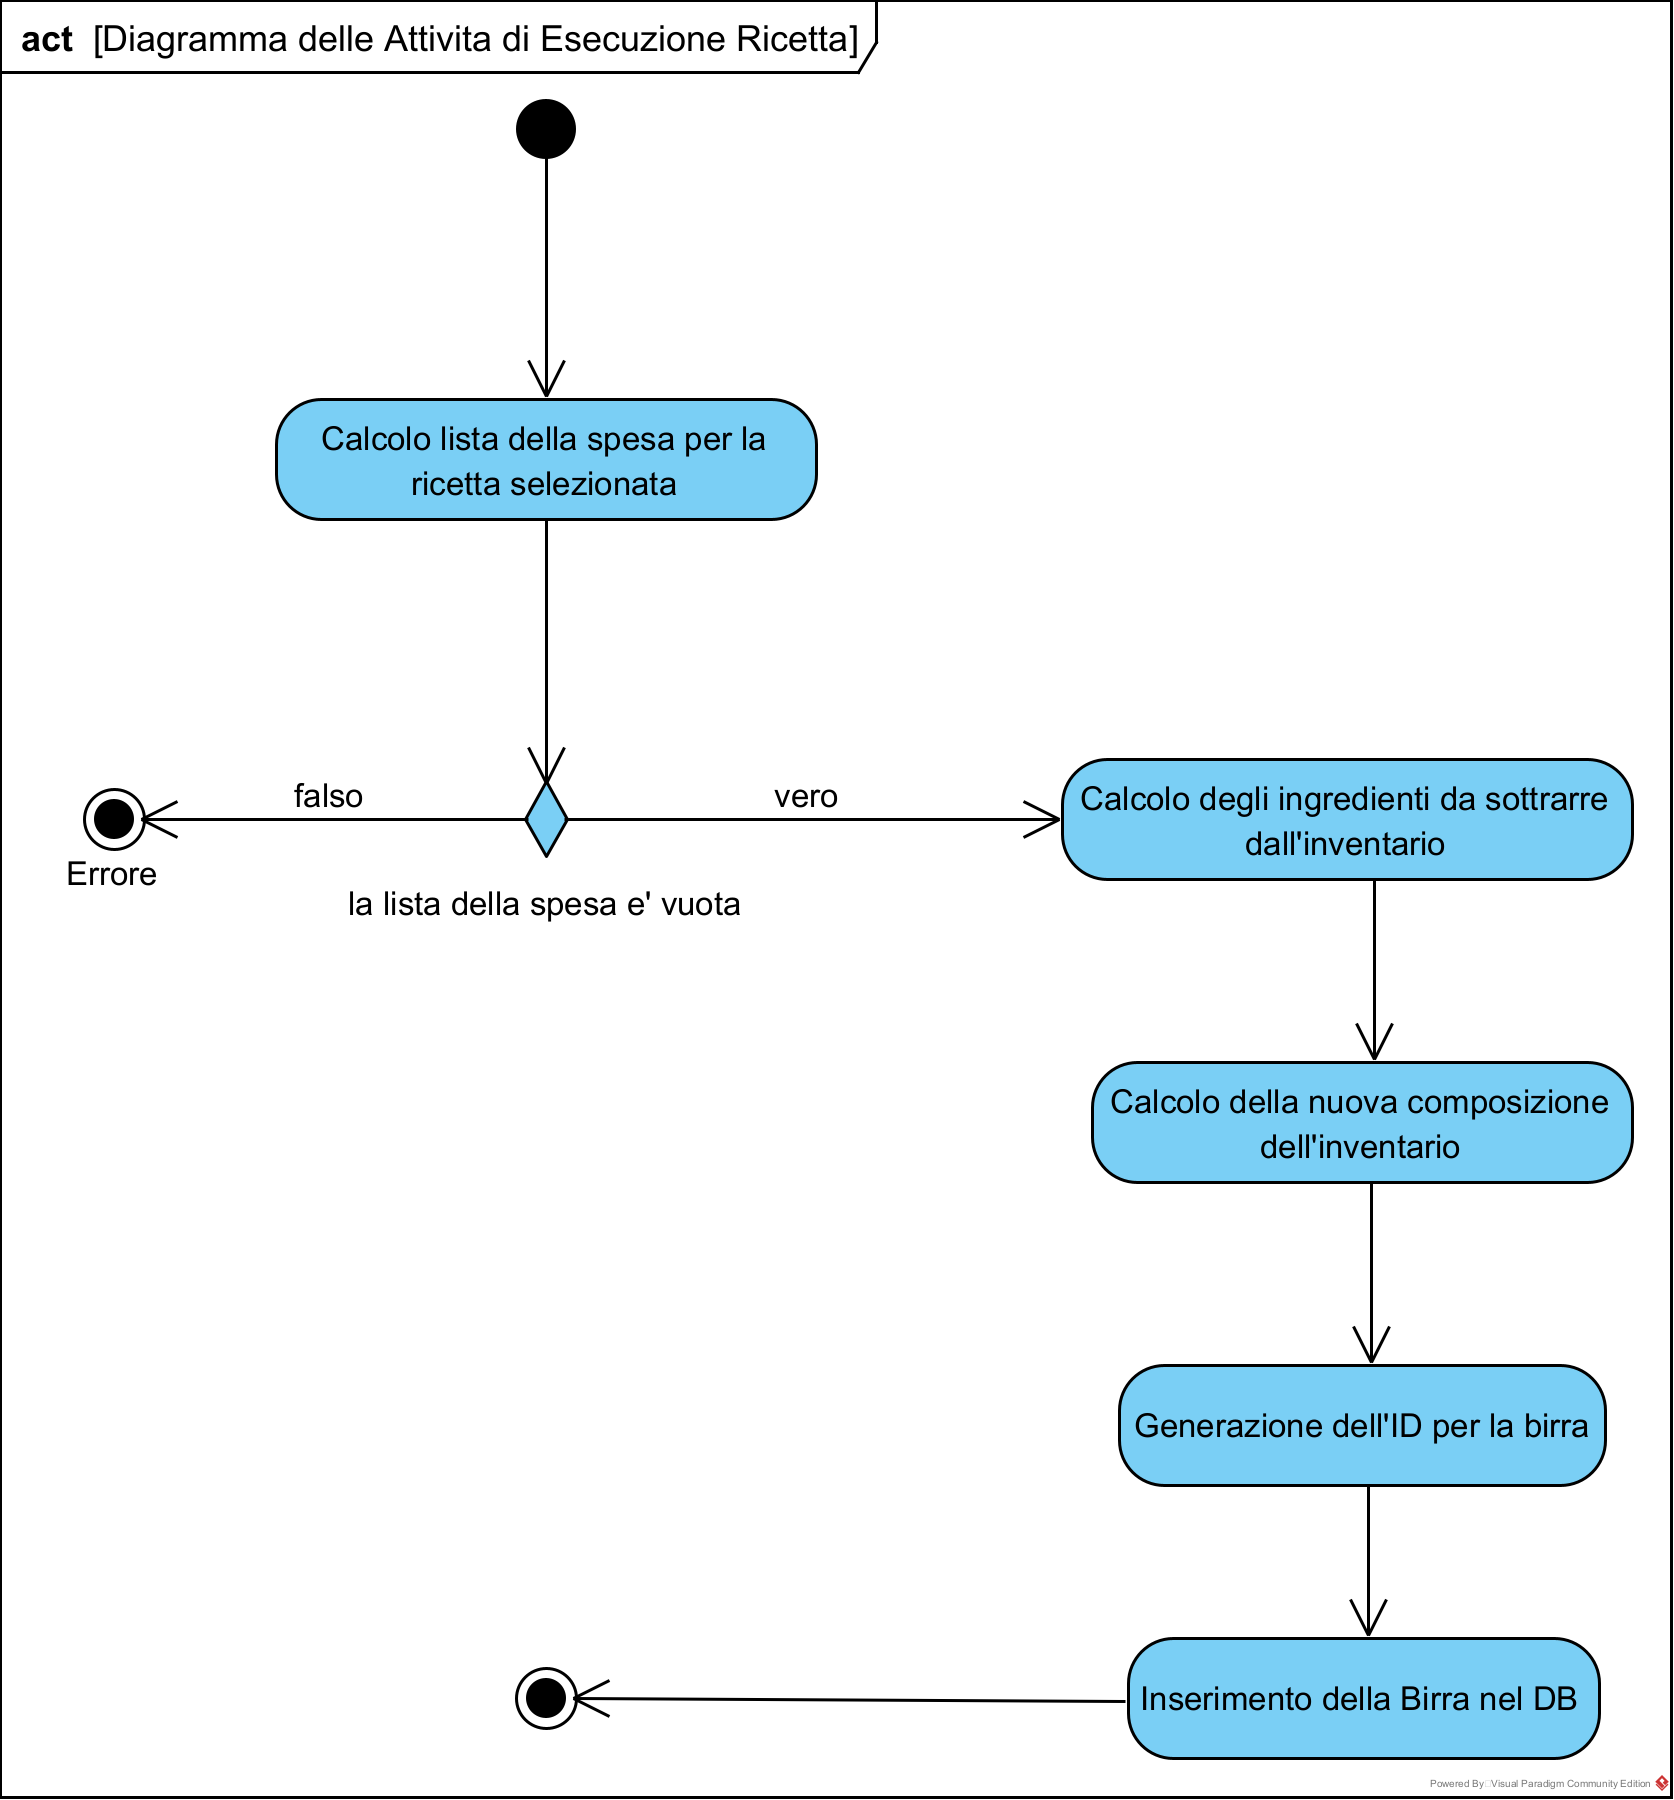 act [Diagramma delle Attivita di Esecuzione Ricetta]
Calcolo lista della spesa per la
ricetta selezionata
falso
vero
Errore
la lista della spesa e' vuota
Calcolo degli ingredienti da sottrarre
dall'inventario
Calcolo della nuova composizione
dell'inventario
Generazione dell'ID per la birra
Inserimento della Birra nel DB
Powered By Visual Paradigm Community Edition